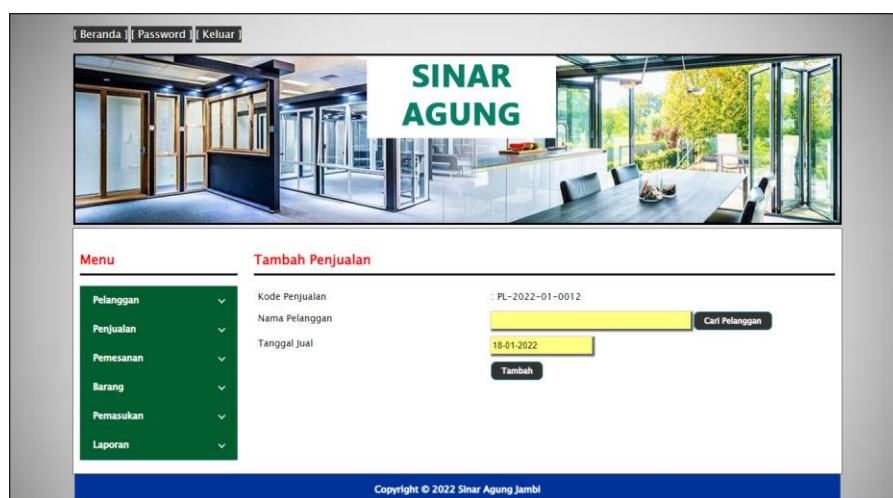 [ Beranda ] [ Password ] [ Keluar ]
SINAR
AGUNG
Menu
Tambah Penjualan
Pelanggan
Penjualan
Pemesanan
Barang
Pemasukan
Laporan
Kode Penjualan : PL-2022-01-0012
Nama Pelanggan Cari Pelanggan
Tanggal Jual 18-01-2022
Tambah
Copyright © 2022 Sinar Agung Jambi